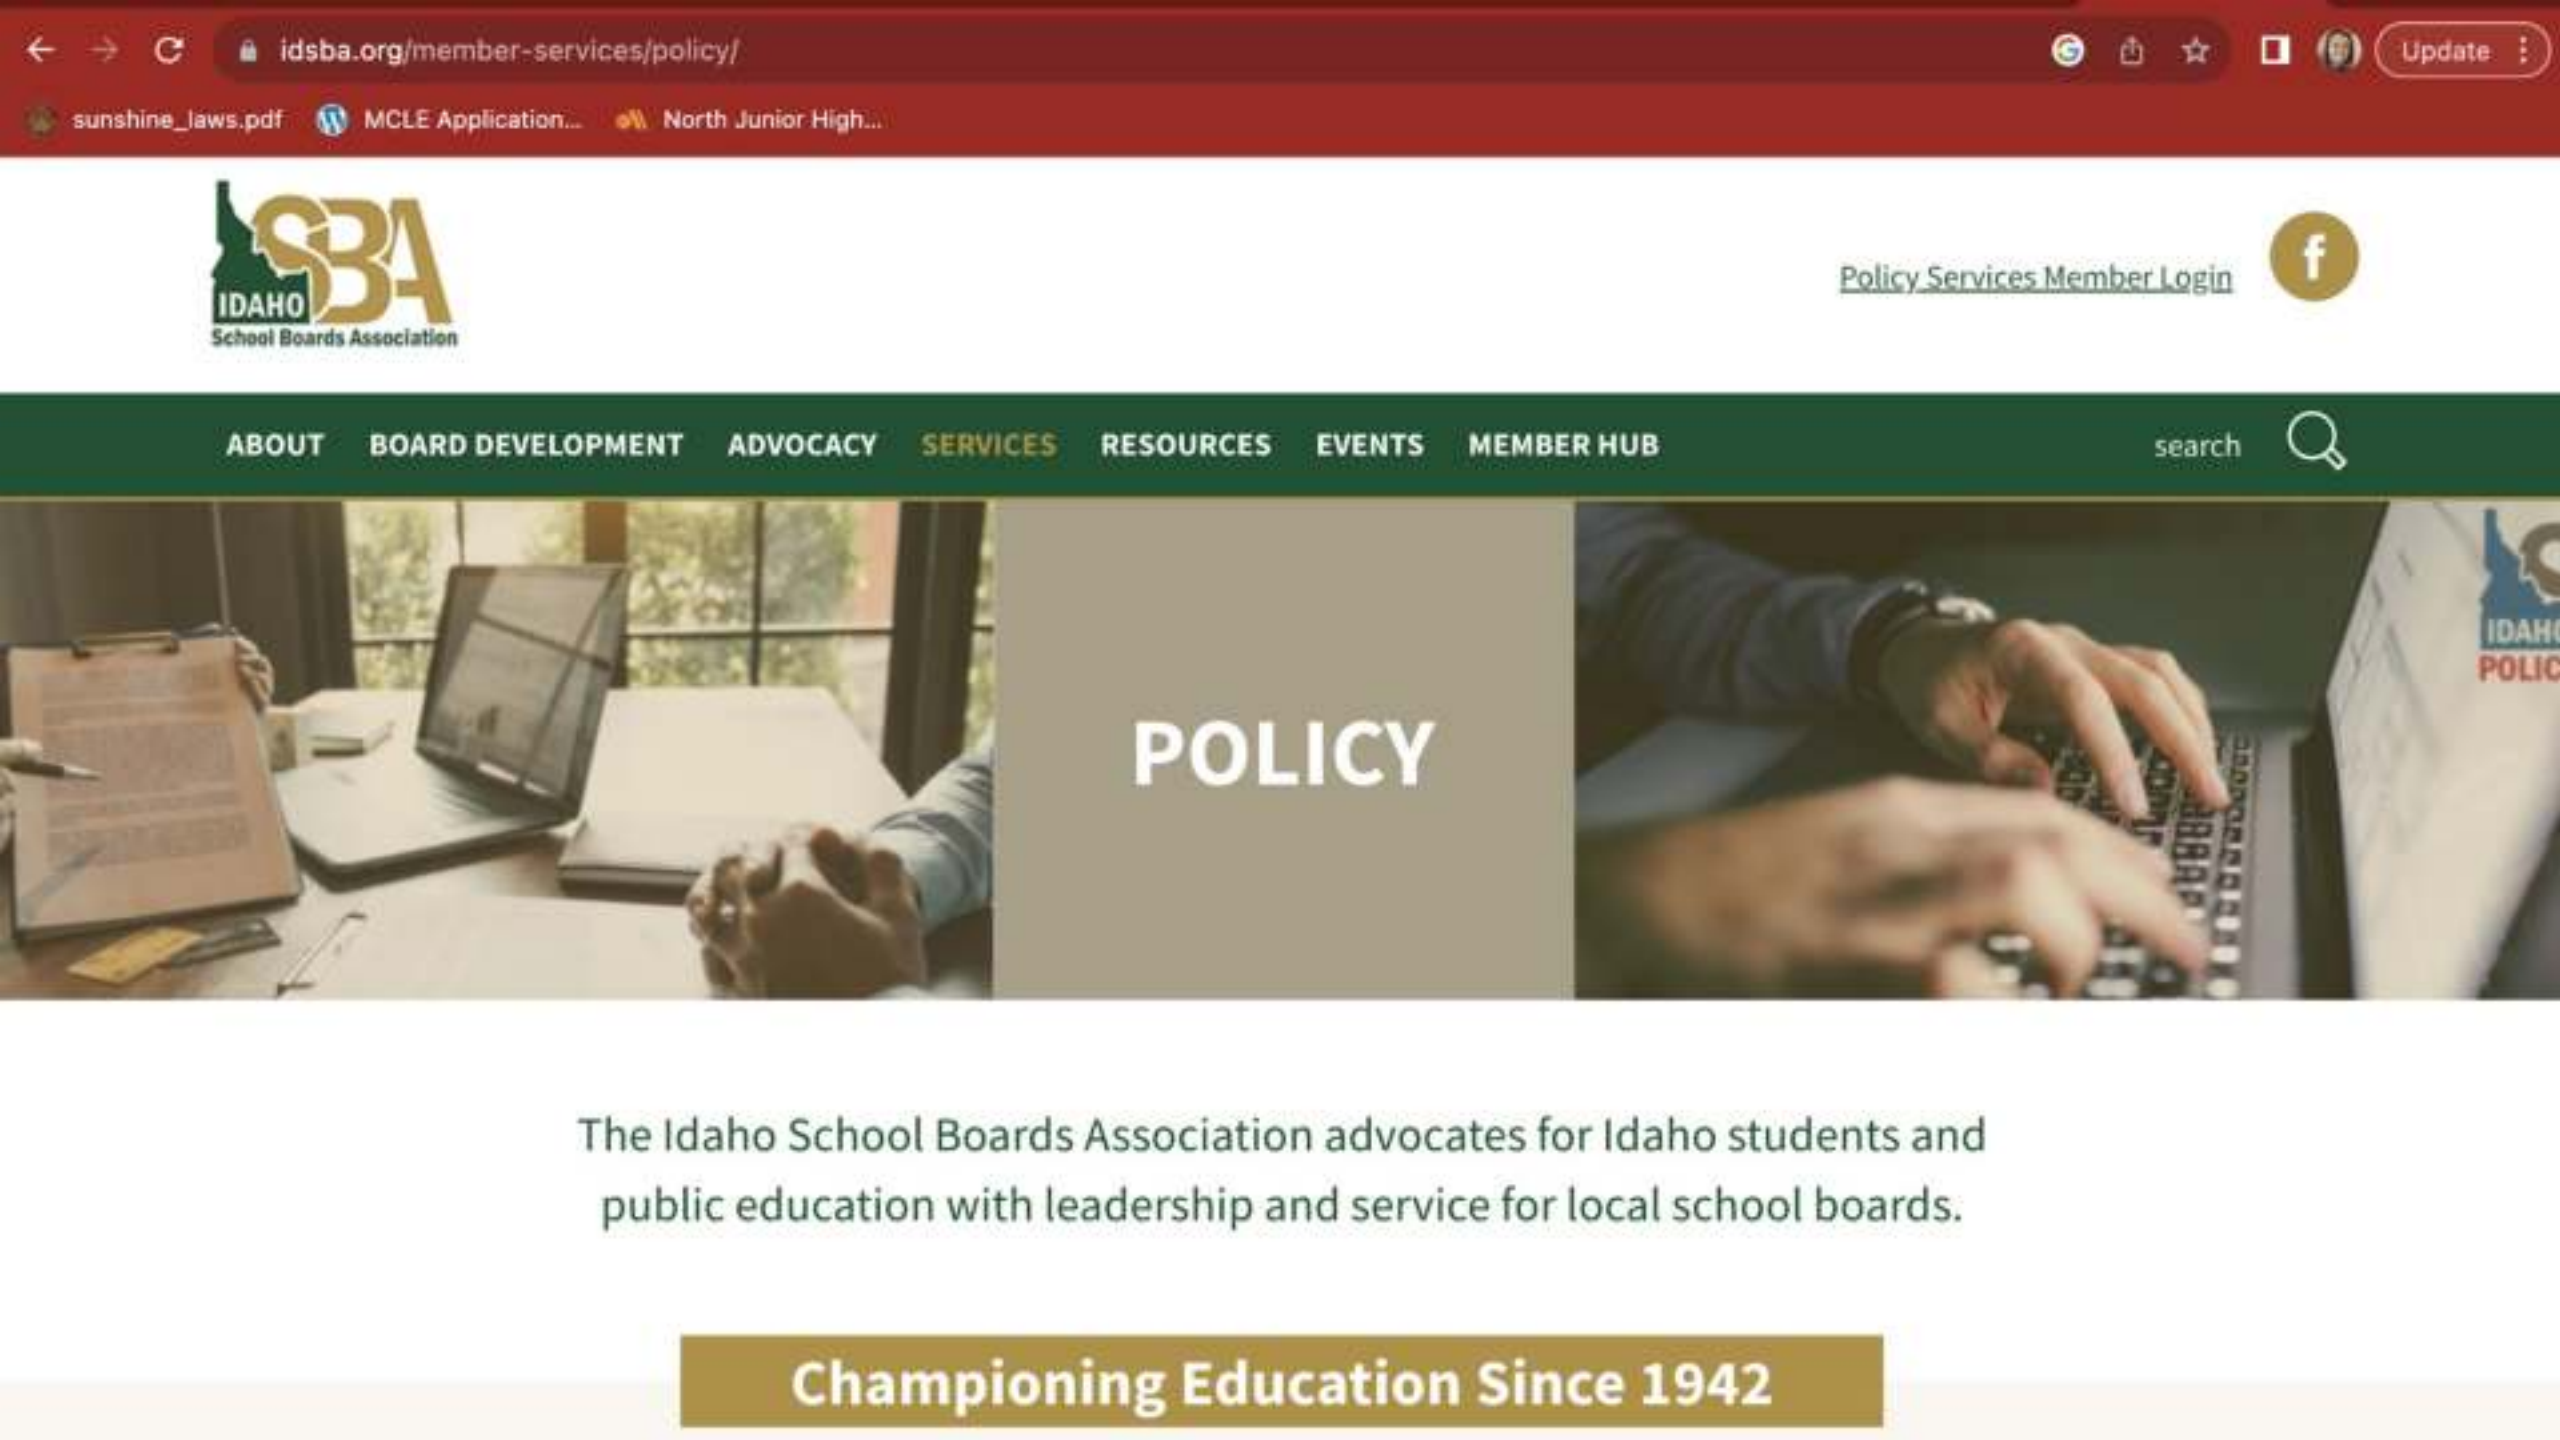 idsba.org/member-services/policy/
Update
sunshine_laws.pdf
MCLE Application...
North Junior High...
SBA
IDAHO
School Boards Association
Policy Services Member Login
f
ABOUT
BOARD DEVELOPMENT
ADVOCACY
SERVICES
RESOURCES
EVENTS
MEMBER HUB
search
POLICY
The Idaho School Boards Association advocates for Idaho students and
public education with leadership and service for local school boards.
Championing Education Since 1942